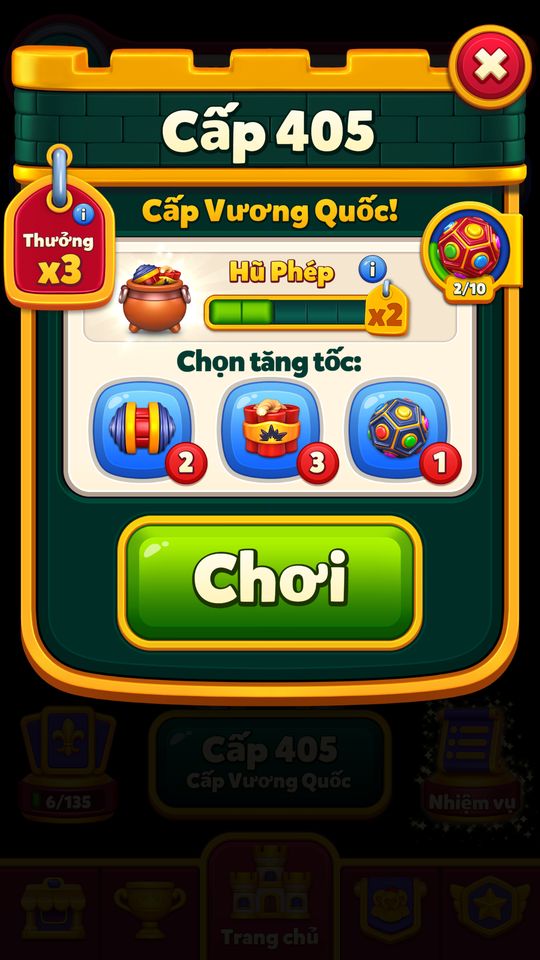 Cấp 405
Cấp Vương Quốc!
Thưởng
x3
i
2/10
Hũ Phép
i
x2
Chọn tăng tốc:
2
3
1
Chơi
Cấp 405
Cấp Vương Quốc
6/135
Nhiệm vụ
Trang chủ